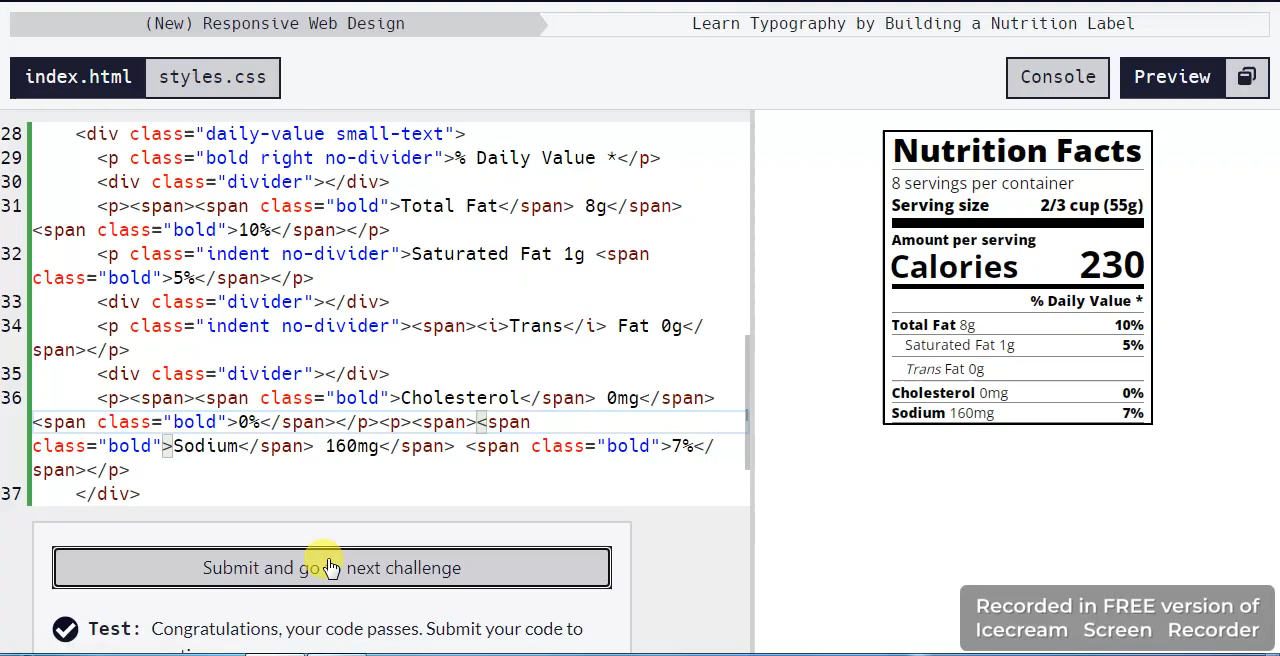 (New) Responsive Web Design
Learn Typography by Building a Nutrition Label
index.html
styles.css
Console
Preview
28 <div class="daily-value small-text">
29 <p class="bold right no-divider">% Daily Value *</p>
30 <div class="divider"></div>
31 <p><span><span class="bold">Total Fat</span> 8g</span>
<span class="bold">10%</span></p>
32 <p class="indent no-divider">Saturated Fat 1g <span
class="bold">5%</span></p>
33 <div class="divider"></div>
34 <p class="indent no-divider"><span><i>Trans</i> Fat 0g</
span></p>
35 <div class="divider"></div>
36 <p><span><span class="bold">Cholesterol</span> 0mg</span>
<span class="bold">0%</span></p><p><span><span
class="bold">Sodium</span> 160mg</span> <span class="bold">7%</
span></p>
37 </div>
Submit and go next challenge
Test: Congratulations, your code passes. Submit your code to
Nutrition Facts
8 servings per container
Serving size 2/3 cup (55g)
Amount per serving
Calories 230
% Daily Value *
Total Fat 8g 10%
Saturated Fat 1g 5%
Trans Fat 0g
Cholesterol 0mg 0%
Sodium 160mg 7%
Recorded in FREE version of
Icecream Screen Recorder